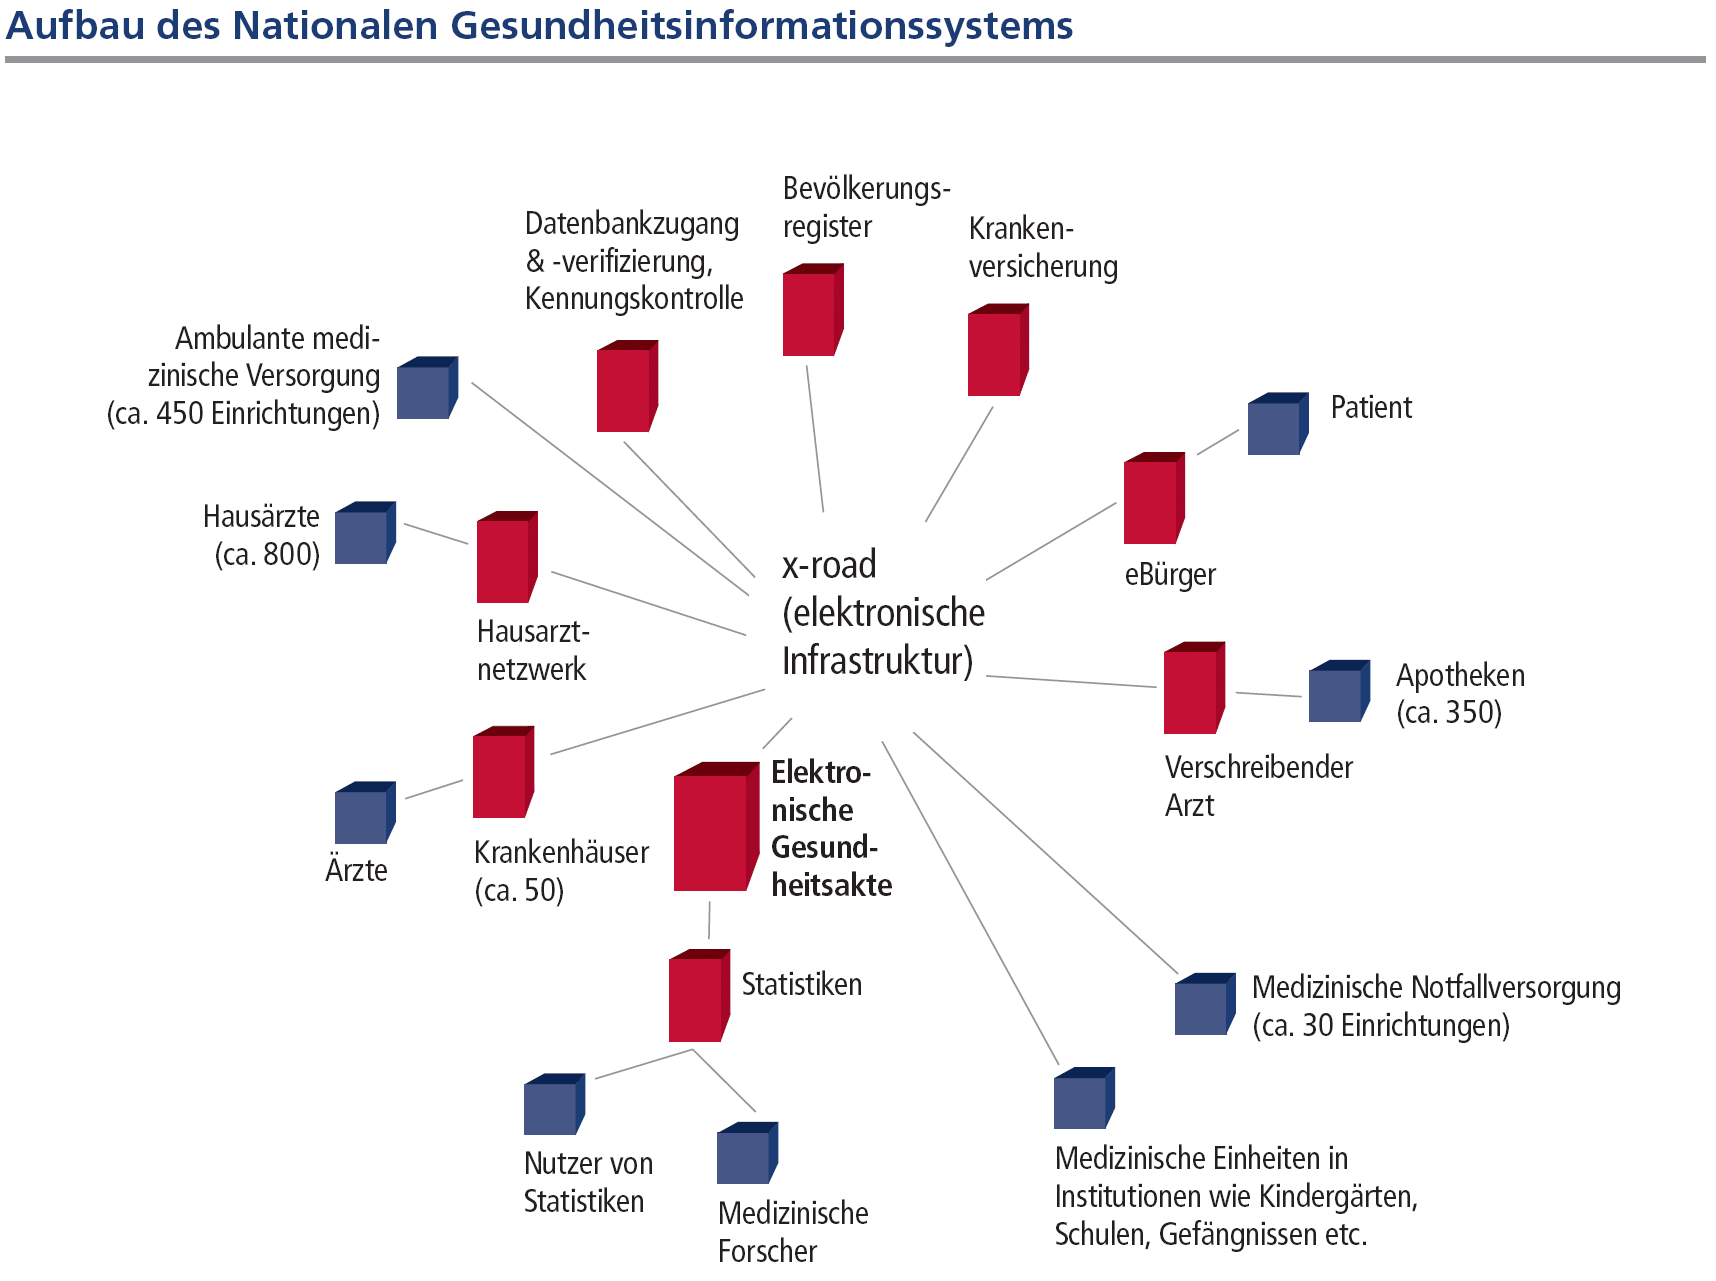 Aufbau des Nationalen Gesundheitsinformationssystems
Bevölkerungs-
register
Datenbankzugang
& -verifizierung,
Kennungskontrolle
Kranken-
versicherung
Ambulante medi-
zinische Versorgung
(ca. 450 Einrichtungen)
Patient
Hausärzte
(ca. 800)
eBürger
x-road
(elektronische
Infrastruktur)
Hausarzt-
netzwerk
Apotheken
(ca. 350)
Verschreibender
Arzt
Elektro-
nische
Gesund-
heitsakte
Ärzte
Krankenhäuser
(ca. 50)
Statistiken
Medizinische Notfallversorgung
(ca. 30 Einrichtungen)
Nutzer von
Statistiken
Medizinische
Forscher
Medizinische Einheiten in
Institutionen wie Kindergärten,
Schulen, Gefängnissen etc.